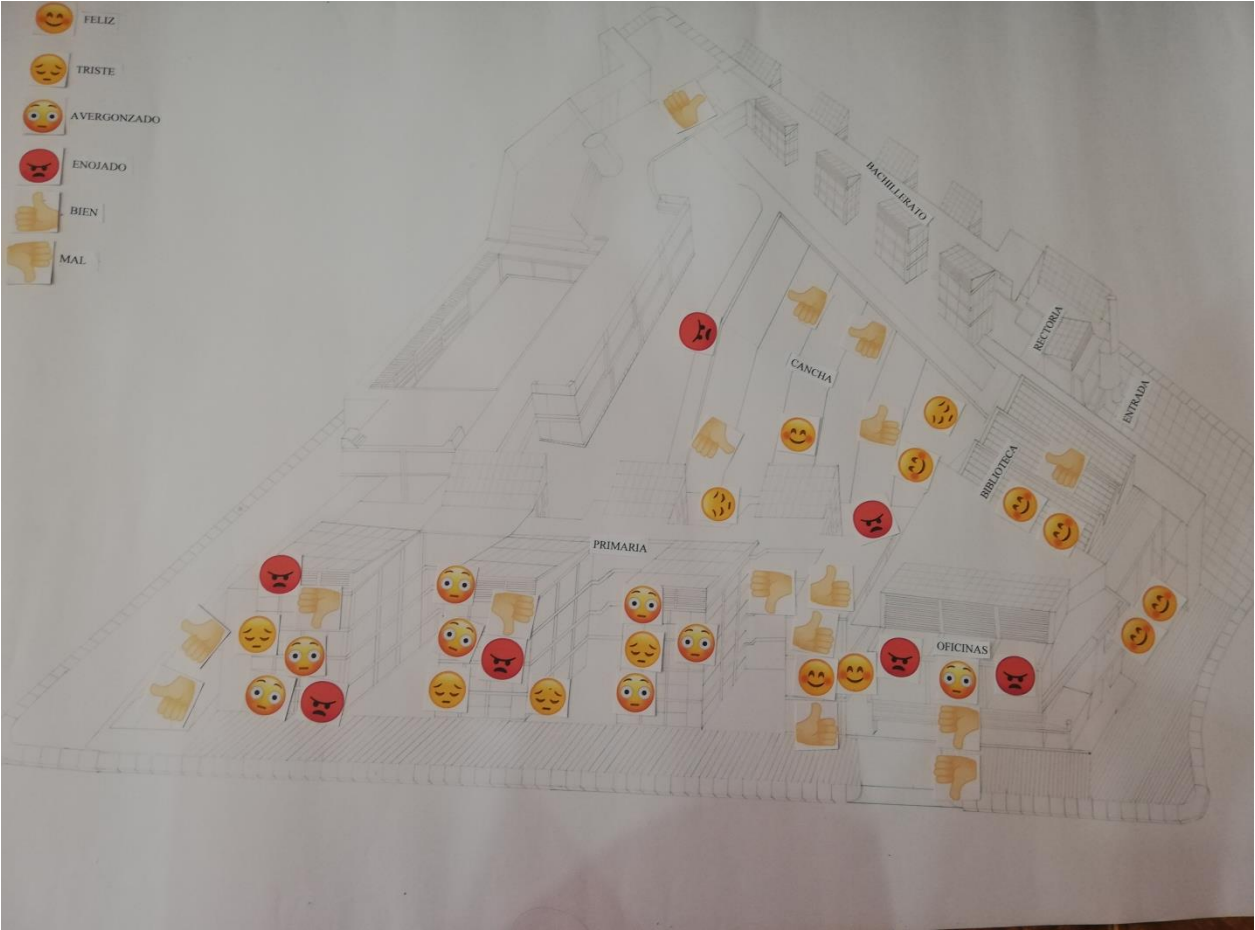 FELIZ
TRISTE
AVERGONZADO
ENOJADO
BIEN
MAL
BACHILLERATO
RECTORIA
ENTRADA
CANCHA
BIBLIOTECA
PRIMARIA
OFICINAS